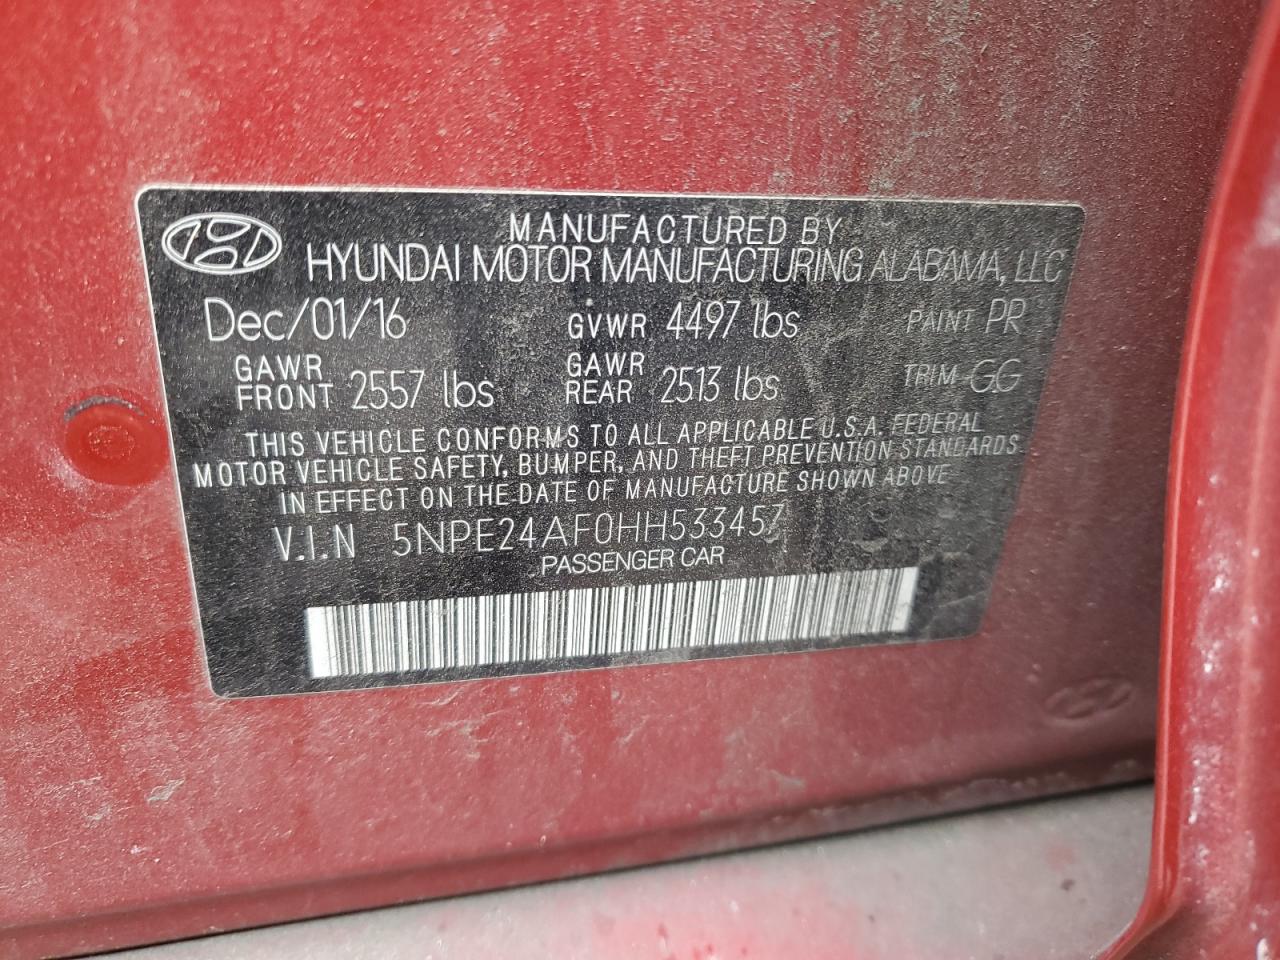 MANUFACTURED BY
HYUNDAI MOTOR MANUFACTURING ALABAMA, LLC
Dec/01/16 GVWR 4497 lbs PAINT PR
GAWR FRONT 2557 lbs GAWR REAR 2513 lbs TRIM GG
THIS VEHICLE CONFORMS TO ALL APPLICABLE U.S.A. FEDERAL
MOTOR VEHICLE SAFETY, BUMPER, AND THEFT PREVENTION STANDARDS
IN EFFECT ON THE DATE OF MANUFACTURE SHOWN ABOVE
V.I.N 5NPE24AF0HH533457
PASSENGER CAR